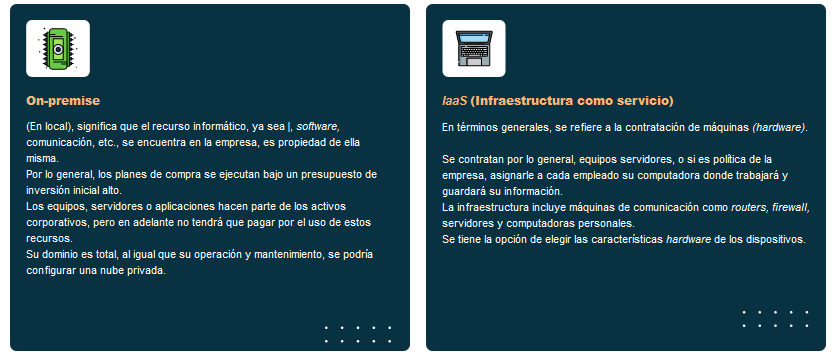 On-premise
(En local), significa que el recurso informático, ya sea |, software,
comunicación, etc., se encuentra en la empresa, es propiedad de ella
misma.
Por lo general, los planes de compra se ejecutan bajo un presupuesto de
inversión inicial alto.
Los equipos, servidores o aplicaciones hacen parte de los activos
corporativos, pero en adelante no tendrá que pagar por el uso de estos
recursos.
Su dominio es total, al igual que su operación y mantenimiento, se podría
configurar una nube privada.
IaaS (Infraestructura como servicio)
En términos generales, se refiere a la contratación de máquinas (hardware).
Se contratan por lo general, equipos servidores, o si es política de la
empresa, asignarle a cada empleado su computadora donde trabajará y
guardará su información.
La infraestructura incluye máquinas de comunicación como routers, firewall,
servidores y computadoras personales.
Se tiene la opción de elegir las características hardware de los dispositivos.